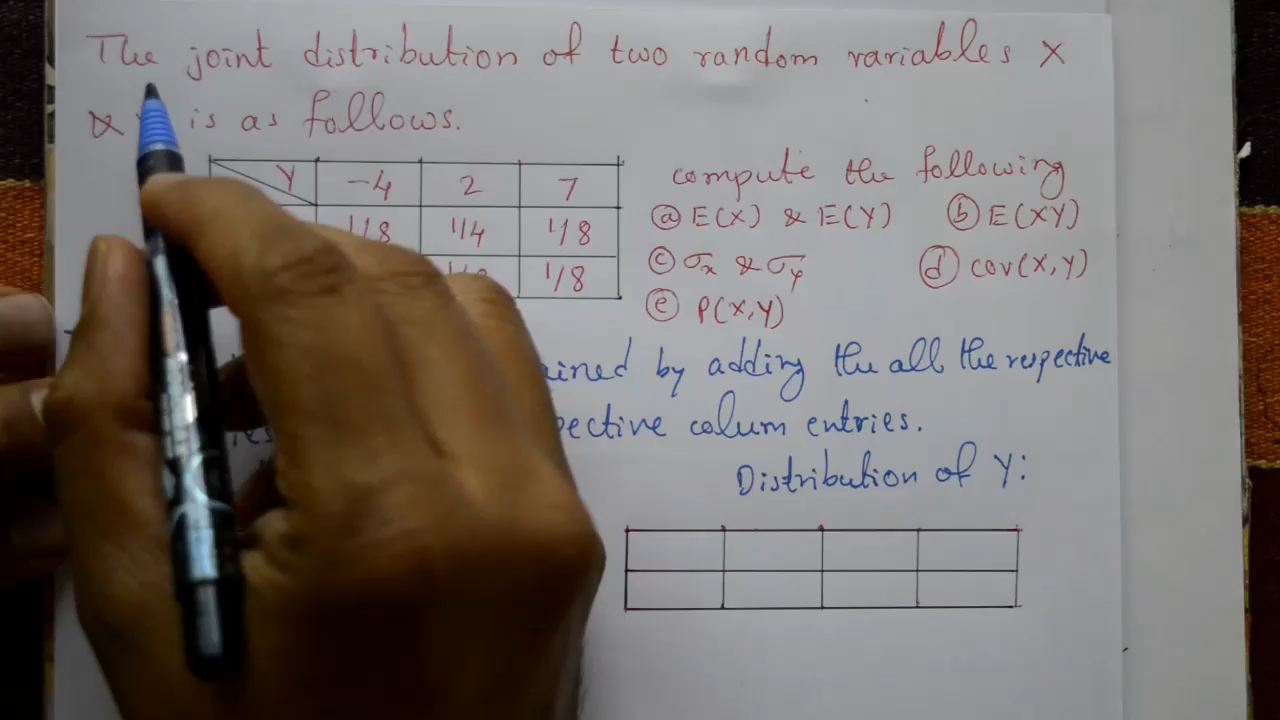 The joint distribution of two random variables X
& is as follows.
Y -4 2 7
1/8 1/4 1/8
1/8
compute the following
ⓐ E(X) & E(Y) ⓑ E(XY)
ⓒ σx & σy ⓓ cov(X,Y)
ⓔ P(X,Y)
by adding the all the respective
colum entries.
Distribution of Y: